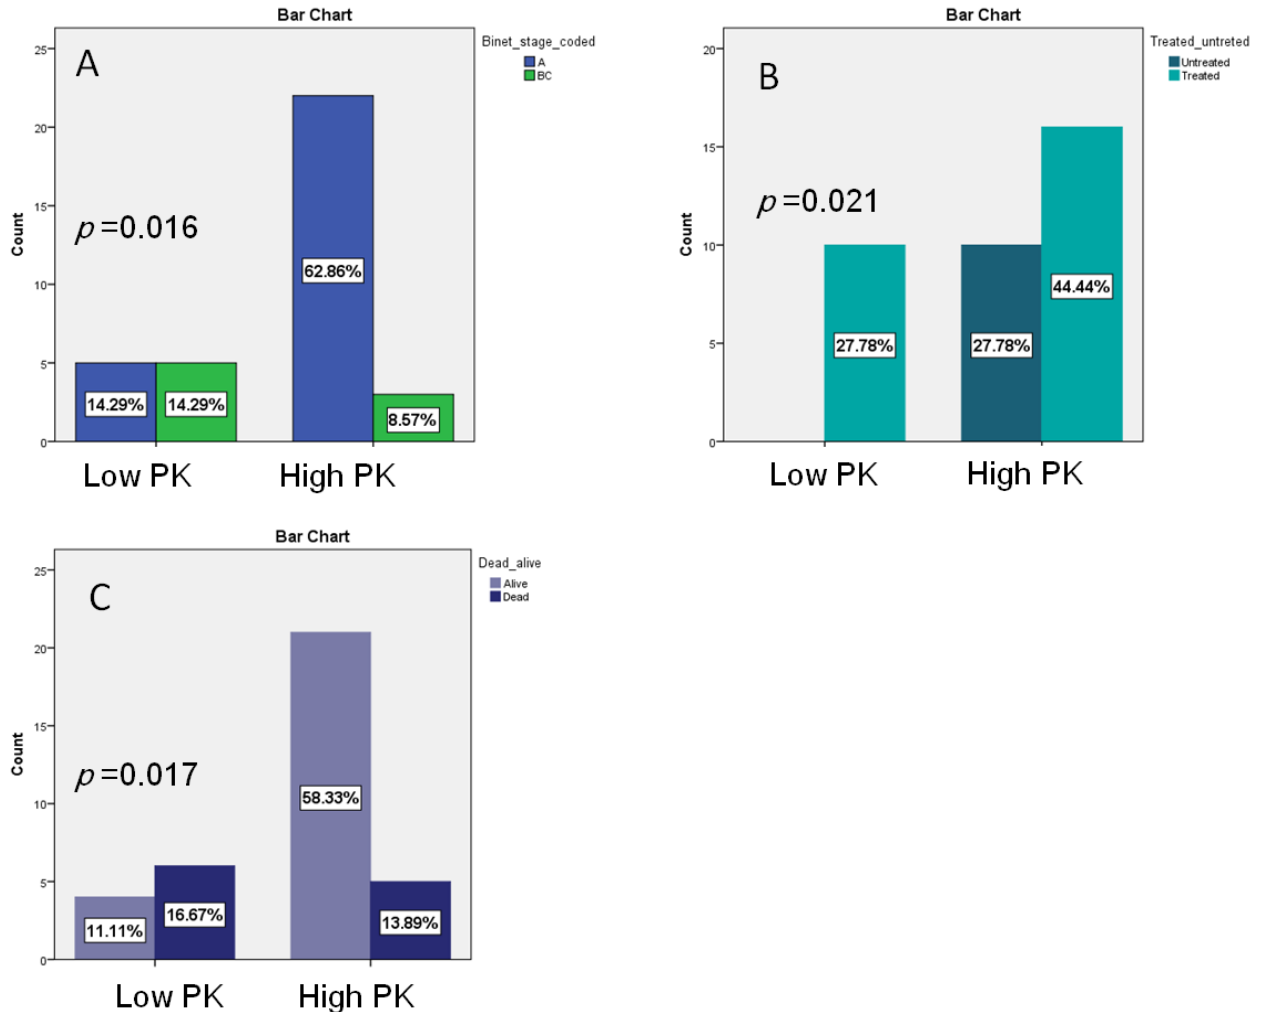 Bar Chart
A
Binet_stage_coded
A
BC
Count
25
20
15
10
5
0
p=0.016
14.29%
14.29%
62.86%
8.57%
Low PK
High PK
Bar Chart
B
Treated_untreted
Untreated
Treated
Count
20
15
10
5
0
p=0.021
27.78%
27.78%
44.44%
Low PK
High PK
Bar Chart
C
Dead_alive
Alive
Dead
Count
25
20
15
10
5
0
p=0.017
11.11%
16.67%
58.33%
13.89%
Low PK
High PK